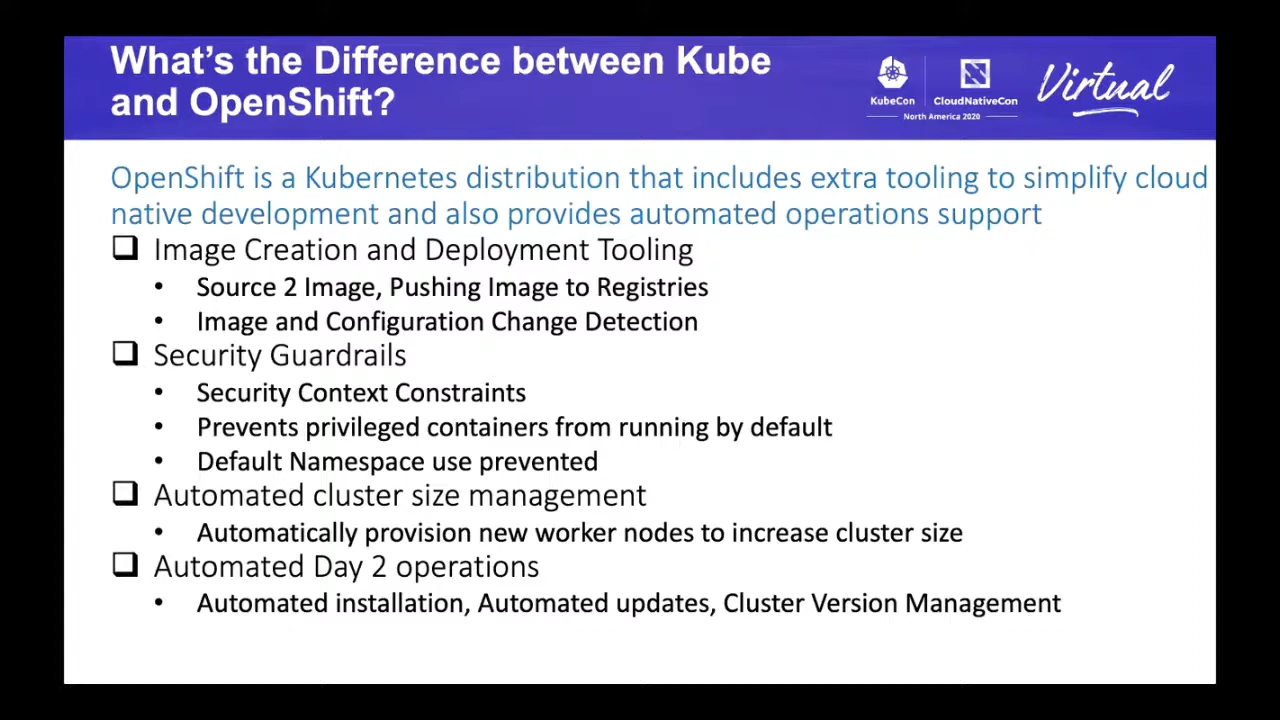 What's the Difference between Kube
and OpenShift?
KubeCon
CloudNativeCon
North America 2020
Virtual
OpenShift is a Kubernetes distribution that includes extra tooling to simplify cloud
native development and also provides automated operations support
❑ Image Creation and Deployment Tooling
• Source 2 Image, Pushing Image to Registries
• Image and Configuration Change Detection
❑ Security Guardrails
• Security Context Constraints
• Prevents privileged containers from running by default
• Default Namespace use prevented
❑ Automated cluster size management
• Automatically provision new worker nodes to increase cluster size
❑ Automated Day 2 operations
• Automated installation, Automated updates, Cluster Version Management